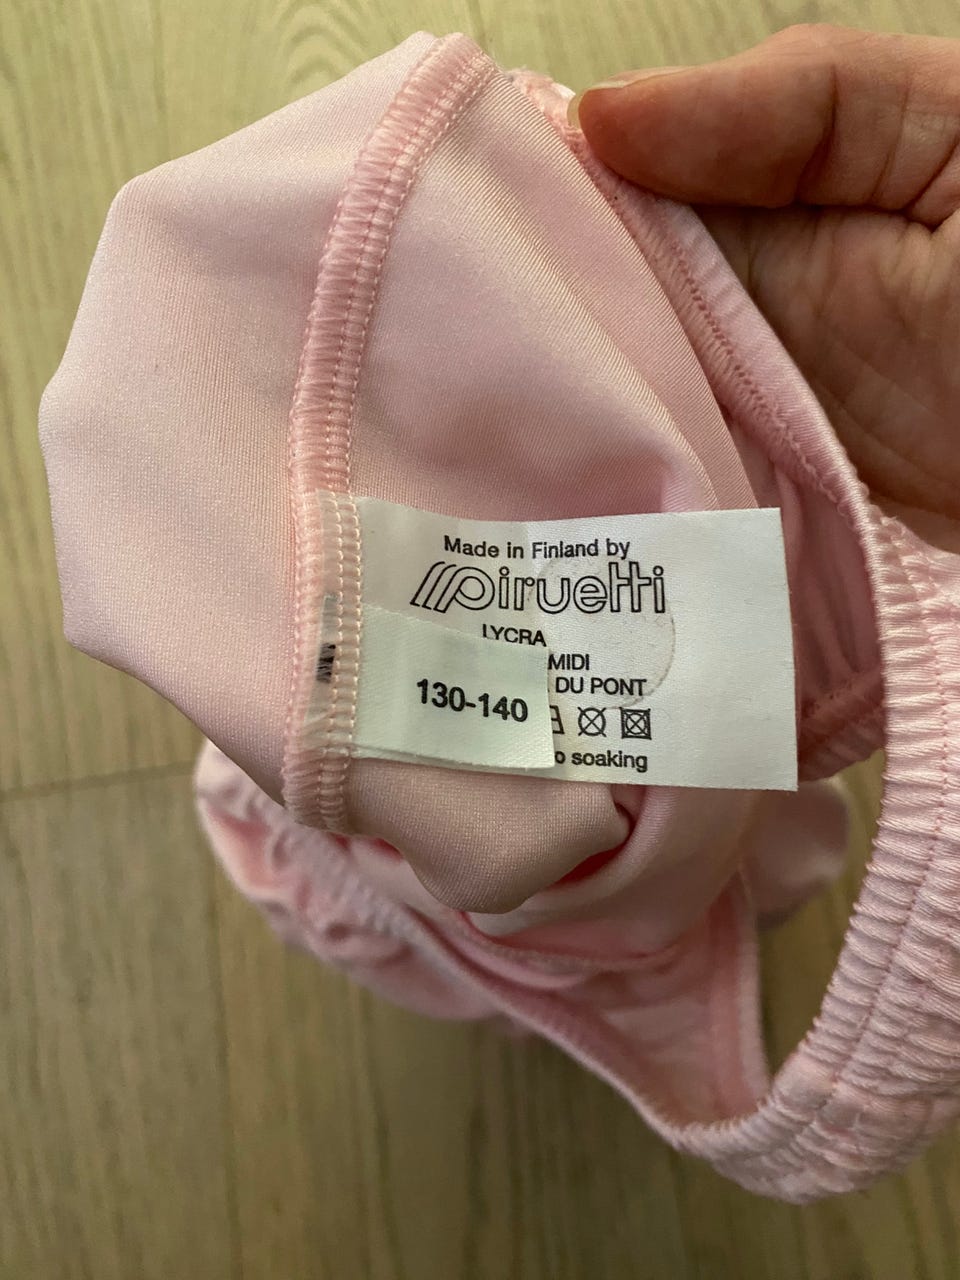 Made in Finland by
piruetti
LYCRA
MIDI
DU PONT
130-140
soaking